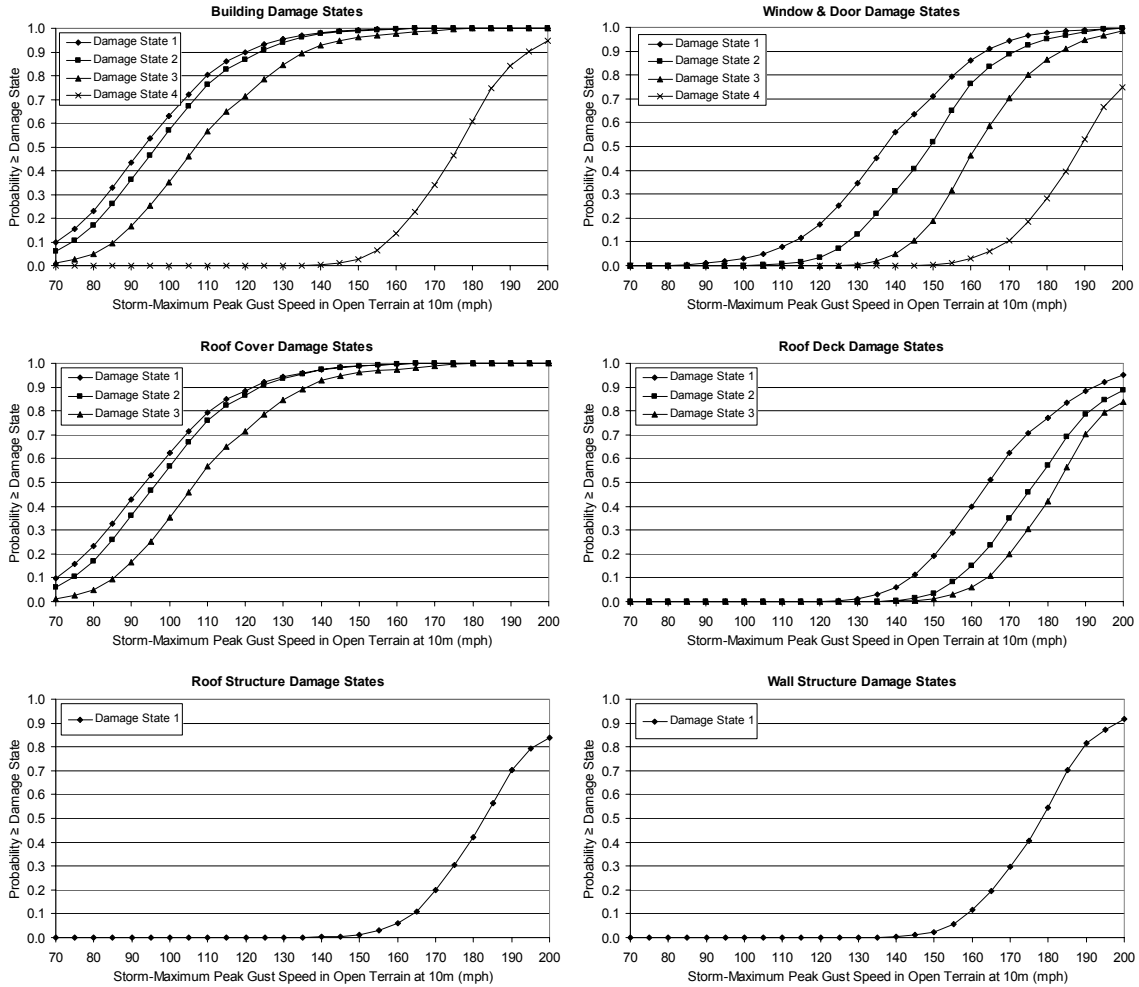 Building Damage States
Probability ≥ Damage State
1.0
0.9
0.8
0.7
0.6
0.5
0.4
0.3
0.2
0.1
0.0
Damage State 1
Damage State 2
Damage State 3
Damage State 4
70 80 90 100 110 120 130 140 150 160 170 180 190 200
Storm-Maximum Peak Gust Speed in Open Terrain at 10m (mph)
Window & Door Damage States
Probability ≥ Damage State
1.0
0.9
0.8
0.7
0.6
0.5
0.4
0.3
0.2
0.1
0.0
Damage State 1
Damage State 2
Damage State 3
Damage State 4
70 80 90 100 110 120 130 140 150 160 170 180 190 200
Storm-Maximum Peak Gust Speed in Open Terrain at 10m (mph)
Roof Cover Damage States
Probability ≥ Damage State
1.0
0.9
0.8
0.7
0.6
0.5
0.4
0.3
0.2
0.1
0.0
Damage State 1
Damage State 2
Damage State 3
70 80 90 100 110 120 130 140 150 160 170 180 190 200
Storm-Maximum Peak Gust Speed in Open Terrain at 10m (mph)
Roof Deck Damage States
Probability ≥ Damage State
1.0
0.9
0.8
0.7
0.6
0.5
0.4
0.3
0.2
0.1
0.0
Damage State 1
Damage State 2
Damage State 3
70 80 90 100 110 120 130 140 150 160 170 180 190 200
Storm-Maximum Peak Gust Speed in Open Terrain at 10m (mph)
Roof Structure Damage States
Probability ≥ Damage State
1.0
0.9
0.8
0.7
0.6
0.5
0.4
0.3
0.2
0.1
0.0
Damage State 1
70 80 90 100 110 120 130 140 150 160 170 180 190 200
Storm-Maximum Peak Gust Speed in Open Terrain at 10m (mph)
Wall Structure Damage States
Probability ≥ Damage State
1.0
0.9
0.8
0.7
0.6
0.5
0.4
0.3
0.2
0.1
0.0
Damage State 1
70 80 90 100 110 120 130 140 150 160 170 180 190 200
Storm-Maximum Peak Gust Speed in Open Terrain at 10m (mph)